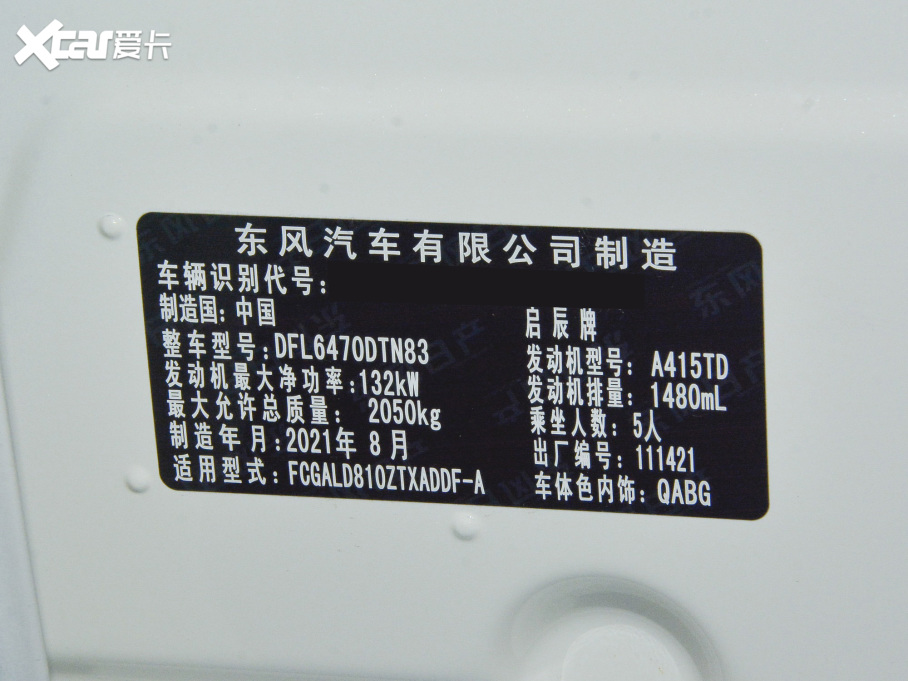 Xcar爱卡
东风汽车有限公司制造
车辆识别代号:
制造国: 中国
启辰牌
整车型号: DFL6470DTN83
发动机型号: A415TD
发动机最大净功率: 132kW
发动机排量: 1480mL
最大允许总质量: 2050kg
乘坐人数: 5人
制造年月: 2021年 8月
出厂编号: 111421
适用型式: FCGALD810ZTXADDF-A
车体色内饰: QABG